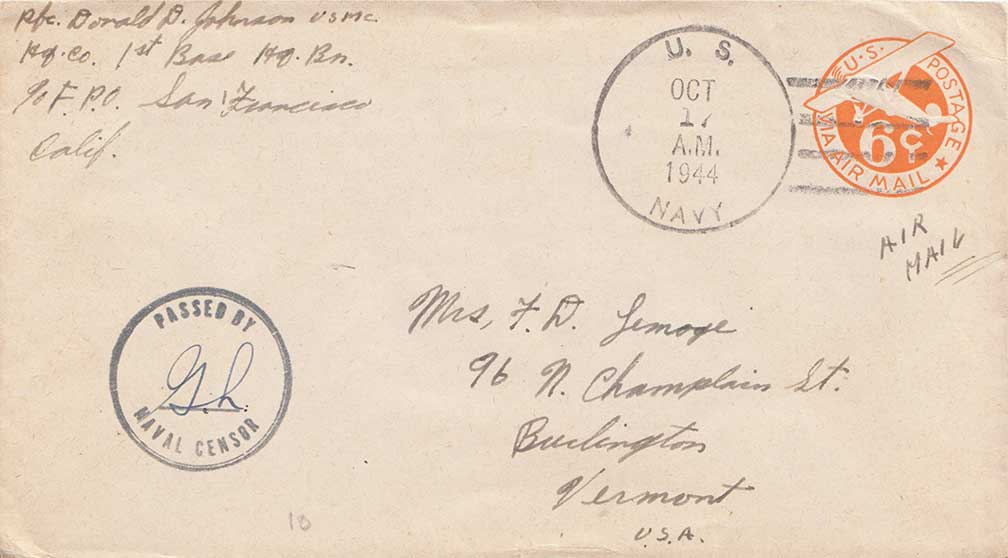 Pfc. Donald D. Johnson USMC.
Hq. Co. 1st Base Hq. Bn.
℅ F.P.O. San Francisco
Calif.
U. S.
OCT
17
A.M.
1944
NAVY
U.S. POSTAGE
6¢
VIA AIR MAIL
AIR
MAIL
PASSED BY
G.h.
NAVAL CENSOR
Mrs, F. D. Lemoge
96 N. Champlain St.
Burlington
Vermont
U.S.A.
10